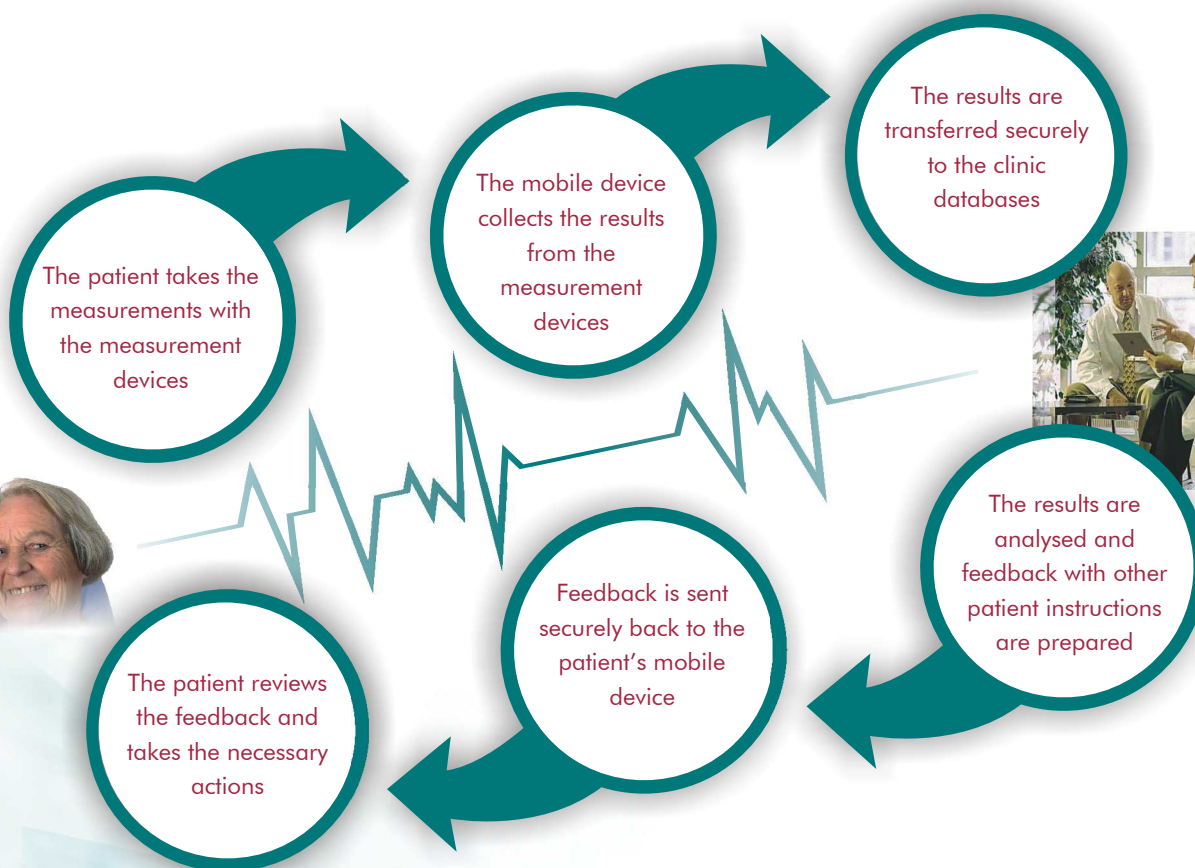 The patient takes the
measurements with
the measurement
devices
The mobile device
collects the results
from the
measurement
devices
The results are
transferred securely
to the clinic
databases
The results are
analysed and
feedback with other
patient instructions
are prepared
Feedback is sent
securely back to the
patient's mobile
device
The patient reviews
the feedback and
takes the necessary
actions